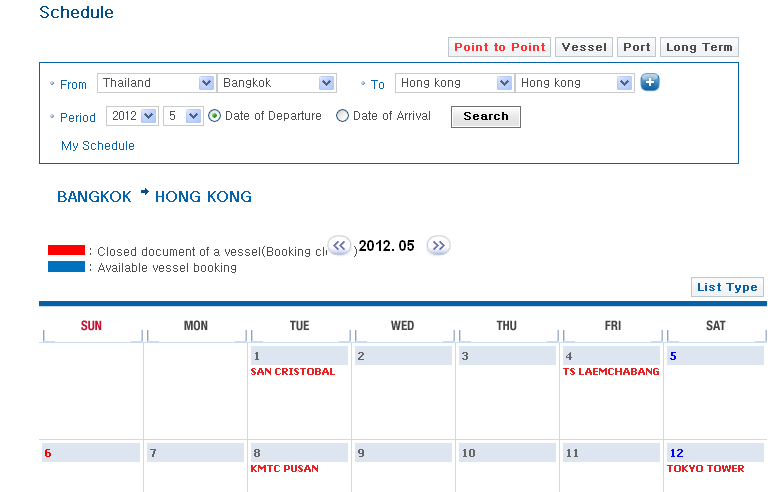 Schedule
Point to Point Vessel Port Long Term
From Thailand Bangkok To Hong kong Hong kong
Period 2012 5 Date of Departure Date of Arrival Search
My Schedule
BANGKOK HONG KONG
: Closed document of a vessel(Booking )
2012. 05
: Available vessel booking
List Type
SUN MON TUE WED THU FRI SAT
1 2 3 4 5
SAN CRISTOBAL TS LAEMCHABANG
6 7 8 9 10 11 12
KMTC PUSAN TOKYO TOWER